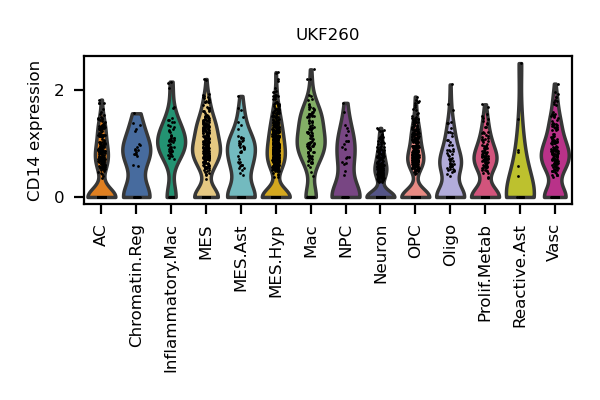 UKF260
CD14 expression
2
0
AC
Chromatin.Reg
Inflammatory.Mac
MES
MES.Ast
MES.Hyp
Mac
NPC
Neuron
OPC
Oligo
Prolif.Metab
Reactive.Ast
Vasc